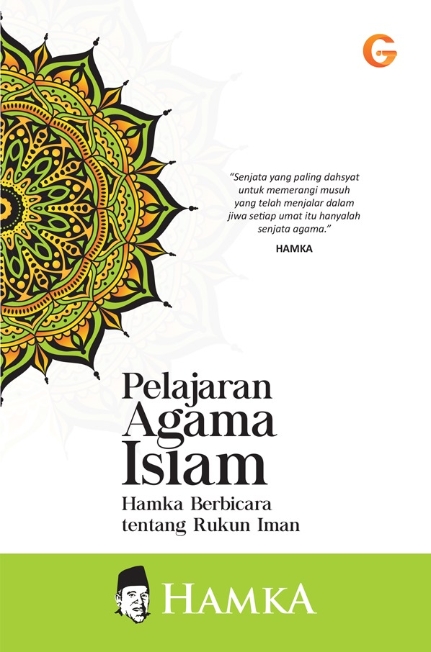 G
"Senjata yang paling dahsyat
untuk memerangi musuh
yang telah menjalar dalam
jiwa setiap umat itu hanyalah
senjata agama."
HAMKA
Pelajaran
Agama
Islam
Hamka Berbicara
tentang Rukun Iman
HAMKA